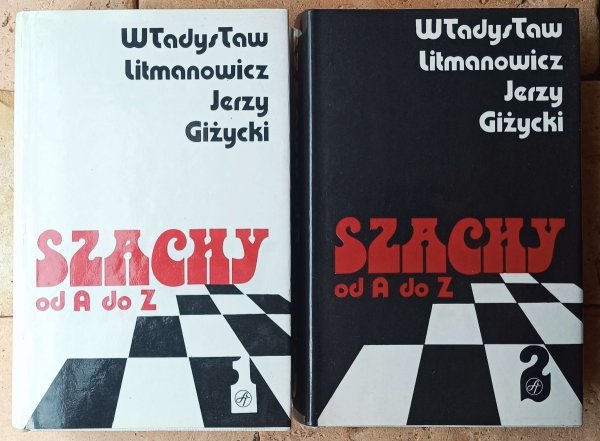 Władysław
Litmanowicz
Jerzy
Giżycki
SZACHY
od A do Z
1
Władysław
Litmanowicz
Jerzy
Giżycki
SZACHY
od A do Z
2